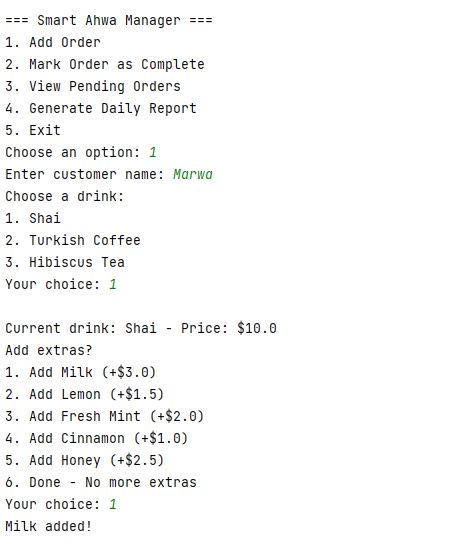 === Smart Ahwa Manager ===
1. Add Order
2. Mark Order as Complete
3. View Pending Orders
4. Generate Daily Report
5. Exit
Choose an option: 1
Enter customer name: Marwa
Choose a drink:
1. Shai
2. Turkish Coffee
3. Hibiscus Tea
Your choice: 1
Current drink: Shai - Price: $10.0
Add extras?
1. Add Milk (+$3.0)
2. Add Lemon (+$1.5)
3. Add Fresh Mint (+$2.0)
4. Add Cinnamon (+$1.0)
5. Add Honey (+$2.5)
6. Done - No more extras
Your choice: 1
Milk added!